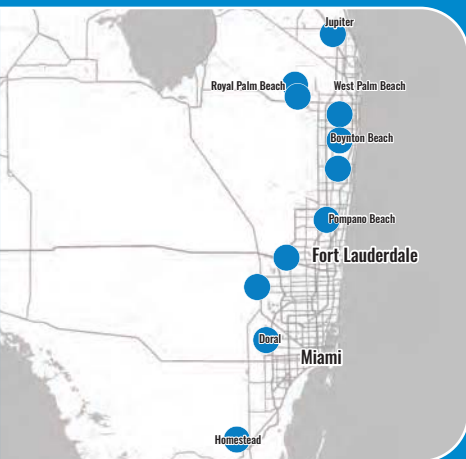 Jupiter
Royal Palm Beach
West Palm Beach
Boynton Beach
Pompano Beach
Fort Lauderdale
Doral
Miami
Homestead